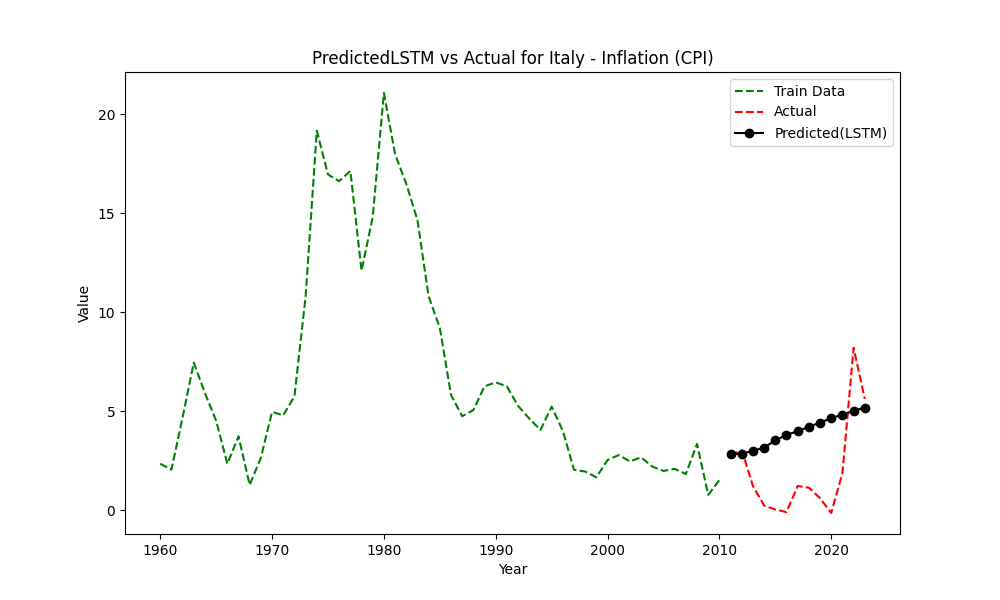 PredictedLSTM vs Actual for Italy - Inflation (CPI)
Train Data
Actual
Predicted(LSTM)
Value
20
15
10
5
0
1960 1970 1980 1990 2000 2010 2020
Year